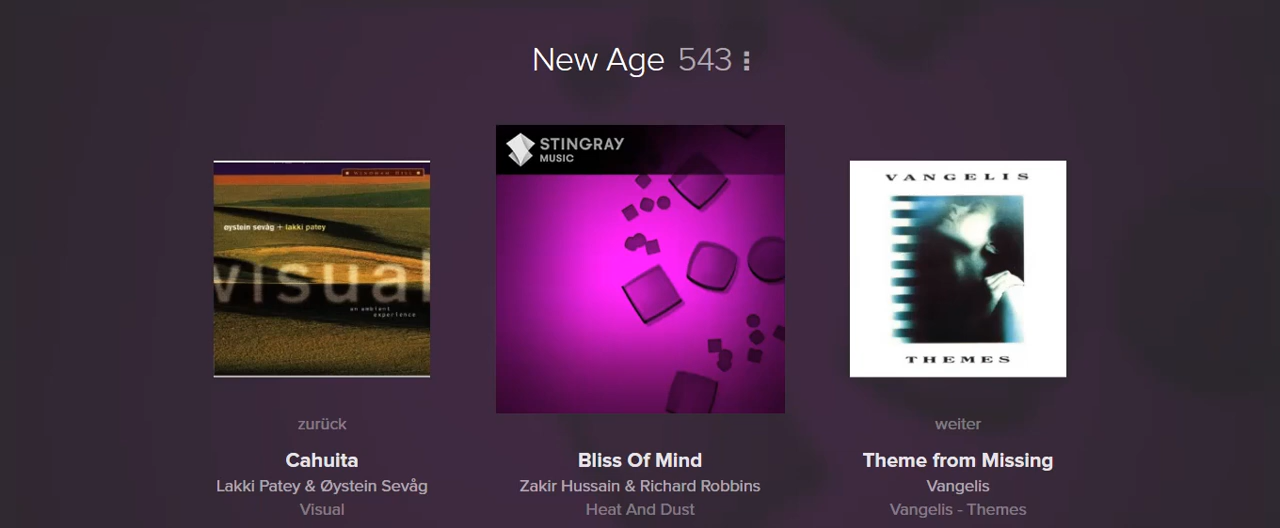 New Age 543
STINGRAY
MUSIC
WINDHAM HILL
øystein sevåg + lakki patey
visual
an ambient
experience
VANGELIS
THEMES
zurück
weiter
Cahuita
Bliss Of Mind
Theme from Missing
Lakki Patey & Øystein Sevåg
Zakir Hussain & Richard Robbins
Vangelis
Visual
Heat And Dust
Vangelis - Themes